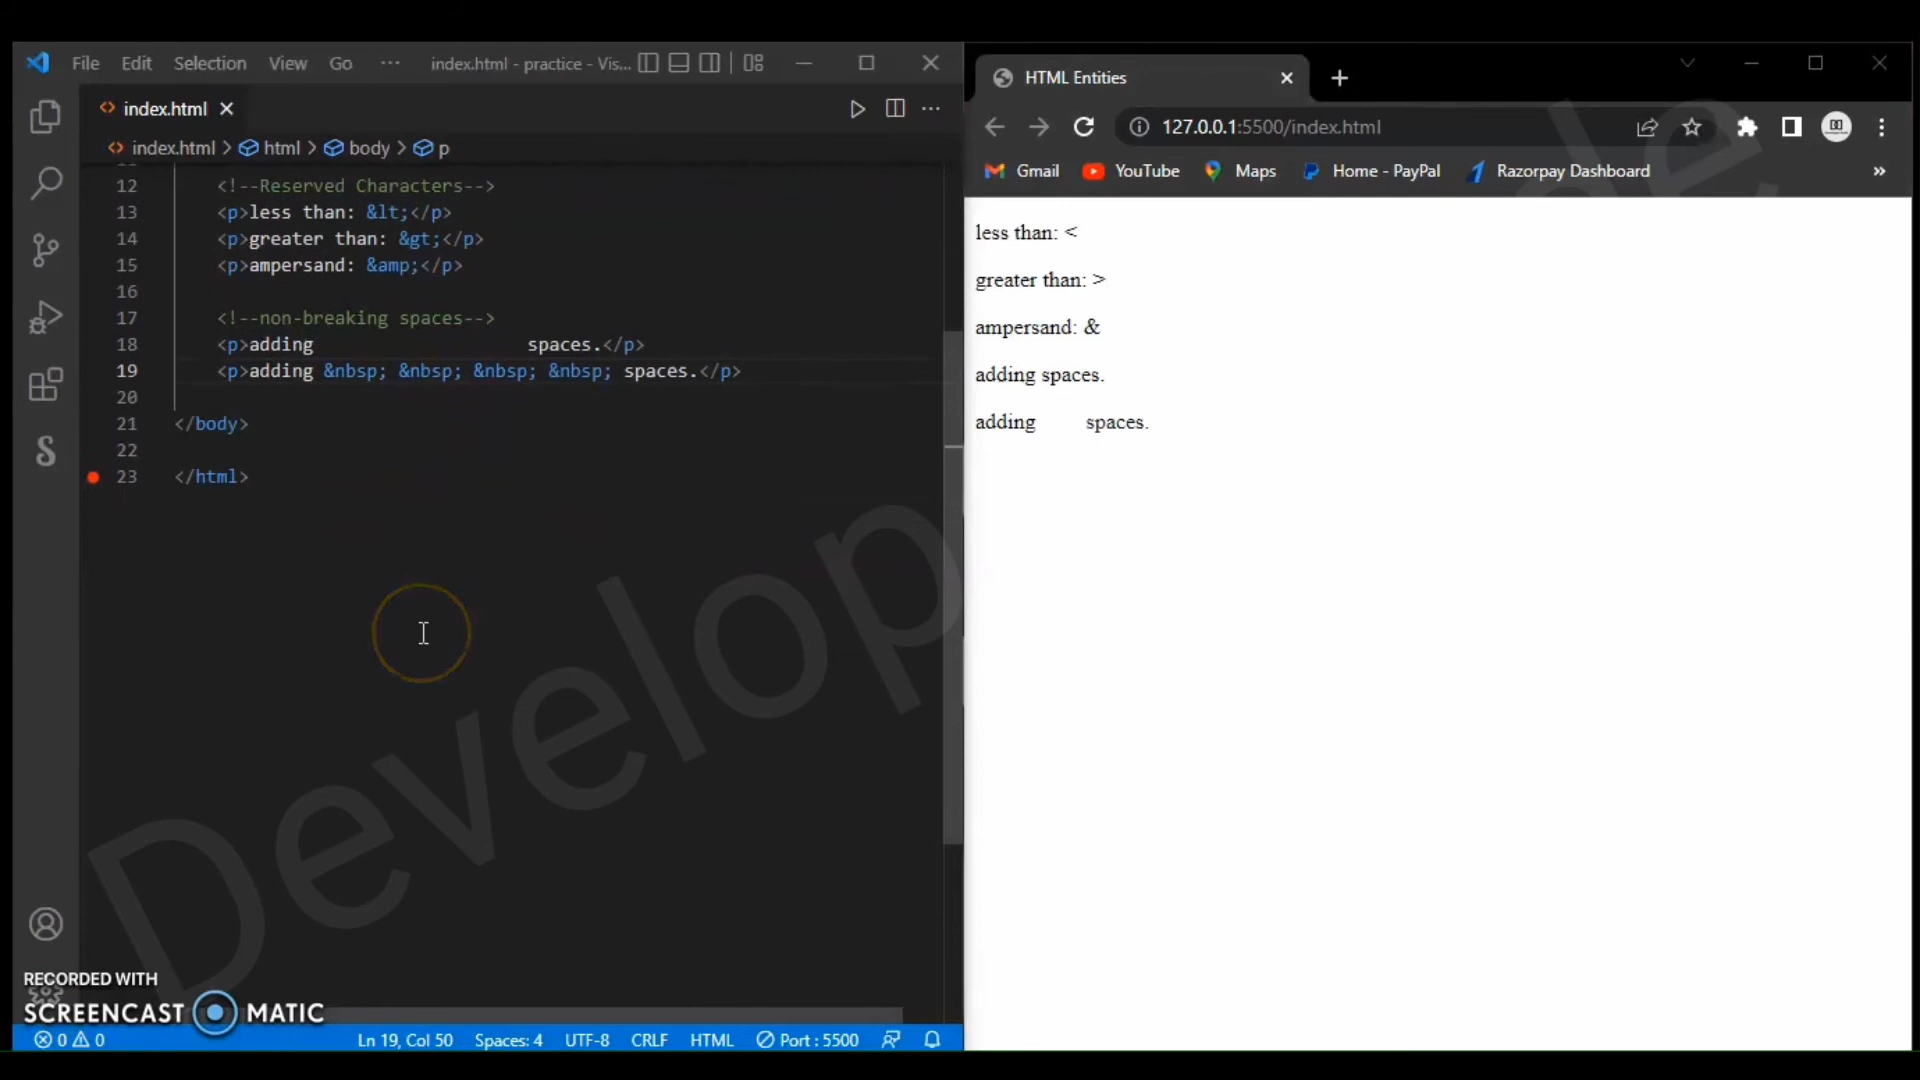 File Edit Selection View Go ··· index.html - practice - Vis...
index.html
index.html > html > body > p
12 <!--Reserved Characters-->
13 <p>less than: &lt;</p>
14 <p>greater than: &gt;</p>
15 <p>ampersand: &amp;</p>
16
17 <!--non-breaking spaces-->
18 <p>adding                    spaces.</p>
19 <p>adding &nbsp; &nbsp; &nbsp; &nbsp; spaces.</p>
20
21 </body>
22
23 </html>
RECORDED WITH
SCREENCAST MATIC
0 0 Ln 19, Col 50 Spaces: 4 UTF-8 CRLF HTML Port : 5500
HTML Entities
127.0.0.1:5500/index.html
Gmail YouTube Maps Home - PayPal Razorpay Dashboard »
less than: <
greater than: >
ampersand: &
adding spaces.
adding         spaces.
Develop
de